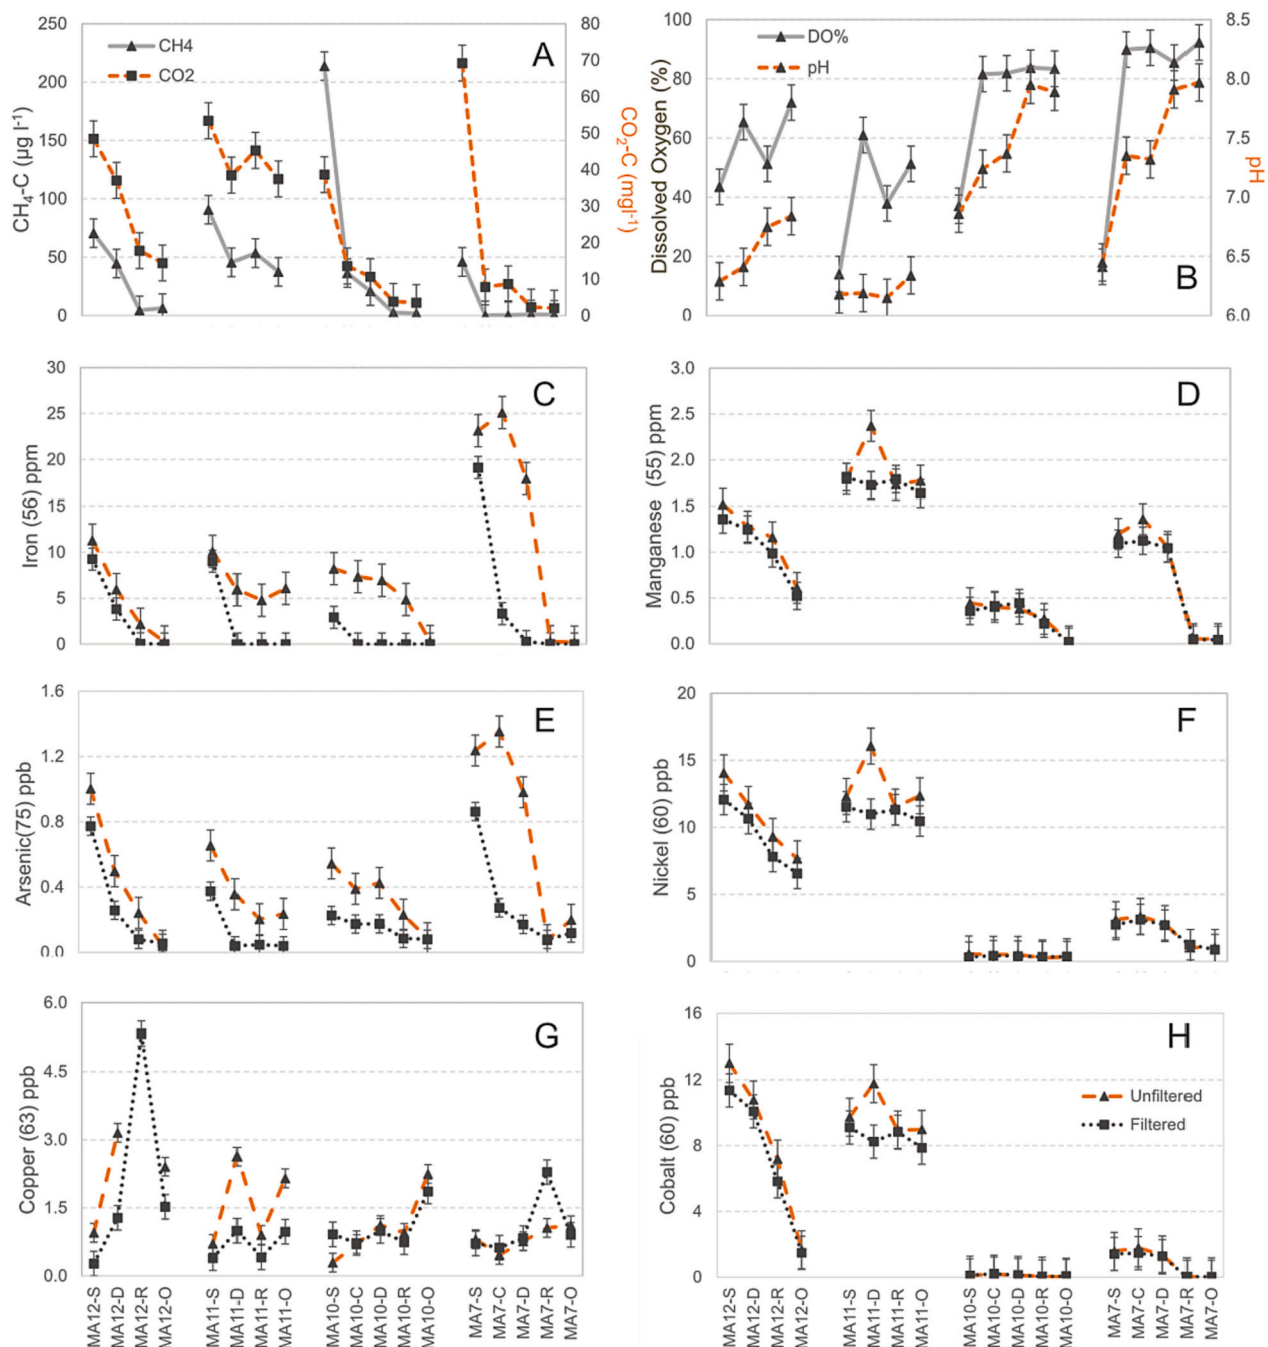 A
CH4
CO2
CH₄-C (µg l⁻¹)
250
200
150
100
50
0
80
70
60
50
40
30
20
10
0
CO₂-C (mgl⁻¹)
B
DO%
pH
Dissolved Oxygen (%)
100
80
60
40
20
0
8.5
8.0
7.5
7.0
6.5
6.0
pH
C
Iron (56) ppm
30
25
20
15
10
5
0
D
Manganese (55) ppm
3.0
2.5
2.0
1.5
1.0
0.5
0.0
E
Arsenic(75) ppb
1.6
1.2
0.8
0.4
0.0
F
Nickel (60) ppb
20
15
10
5
0
G
Copper (63) ppb
6.0
4.5
3.0
1.5
0.0
MA12-S
MA12-D
MA12-R
MA12-O
MA11-S
MA11-D
MA11-R
MA11-O
MA10-S
MA10-C
MA10-D
MA10-R
MA10-O
MA7-S
MA7-C
MA7-D
MA7-R
MA7-O
H
Unfiltered
Filtered
Cobalt (60) ppb
16
12
8
4
0
MA12-S
MA12-D
MA12-R
MA12-O
MA11-S
MA11-D
MA11-R
MA11-O
MA10-S
MA10-C
MA10-D
MA10-R
MA10-O
MA7-S
MA7-C
MA7-D
MA7-R
MA7-O